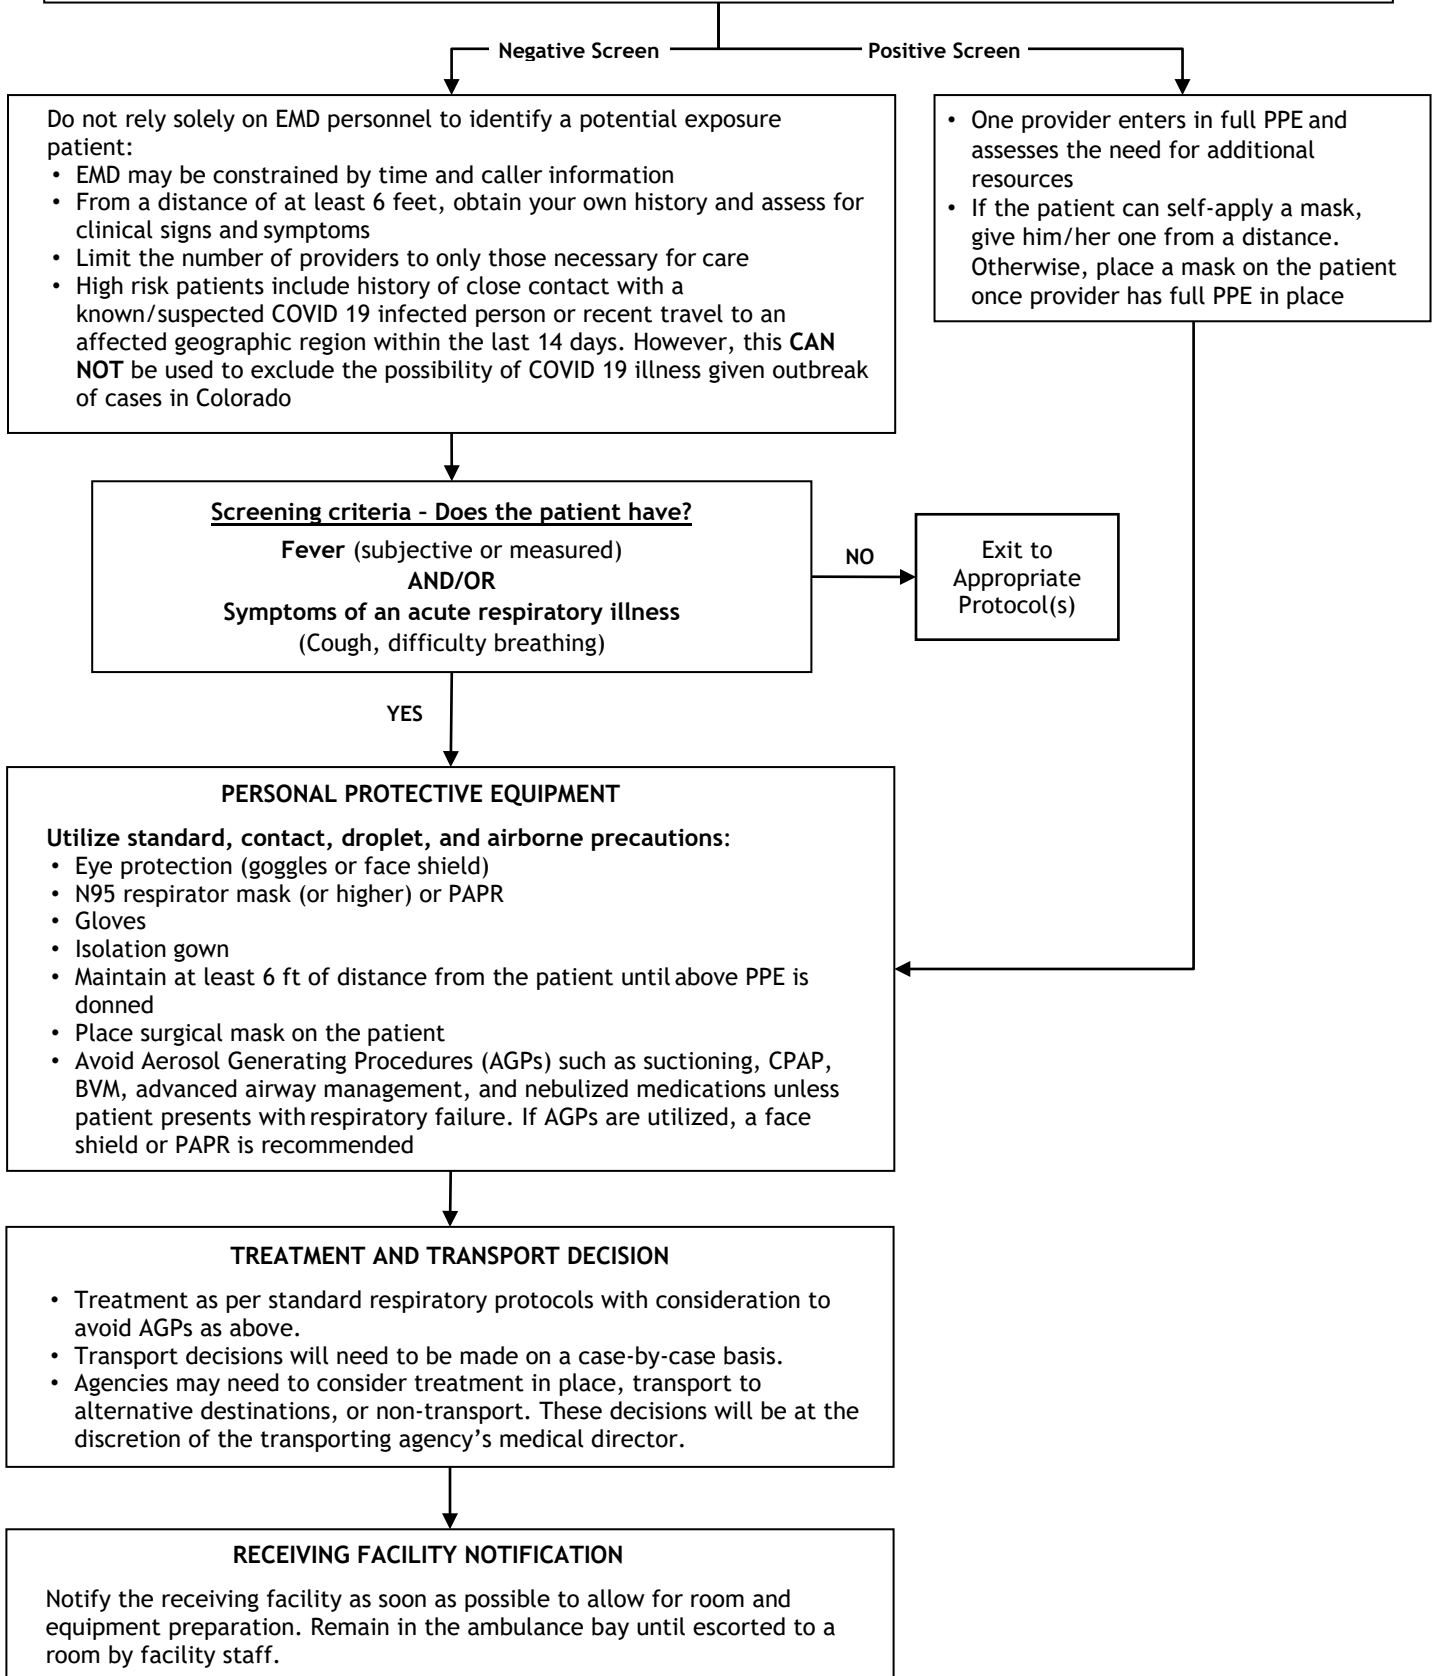 Negative Screen
Positive Screen
Do not rely solely on EMD personnel to identify a potential exposure
patient:
• EMD may be constrained by time and caller information
• From a distance of at least 6 feet, obtain your own history and assess for
clinical signs and symptoms
• Limit the number of providers to only those necessary for care
• High risk patients include history of close contact with a
known/suspected COVID 19 infected person or recent travel to an
affected geographic region within the last 14 days. However, this CAN
NOT be used to exclude the possibility of COVID 19 illness given outbreak
of cases in Colorado
• One provider enters in full PPE and
assesses the need for additional
resources
• If the patient can self-apply a mask,
give him/her one from a distance.
Otherwise, place a mask on the patient
once provider has full PPE in place
Screening criteria – Does the patient have?
Fever (subjective or measured)
AND/OR
Symptoms of an acute respiratory illness
(Cough, difficulty breathing)
NO
Exit to
Appropriate
Protocol(s)
YES
PERSONAL PROTECTIVE EQUIPMENT
Utilize standard, contact, droplet, and airborne precautions:
• Eye protection (goggles or face shield)
• N95 respirator mask (or higher) or PAPR
• Gloves
• Isolation gown
• Maintain at least 6 ft of distance from the patient until above PPE is
donned
• Place surgical mask on the patient
• Avoid Aerosol Generating Procedures (AGPs) such as suctioning, CPAP,
BVM, advanced airway management, and nebulized medications unless
patient presents with respiratory failure. If AGPs are utilized, a face
shield or PAPR is recommended
TREATMENT AND TRANSPORT DECISION
• Treatment as per standard respiratory protocols with consideration to
avoid AGPs as above.
• Transport decisions will need to be made on a case-by-case basis.
• Agencies may need to consider treatment in place, transport to
alternative destinations, or non-transport. These decisions will be at the
discretion of the transporting agency’s medical director.
RECEIVING FACILITY NOTIFICATION
Notify the receiving facility as soon as possible to allow for room and
equipment preparation. Remain in the ambulance bay until escorted to a
room by facility staff.